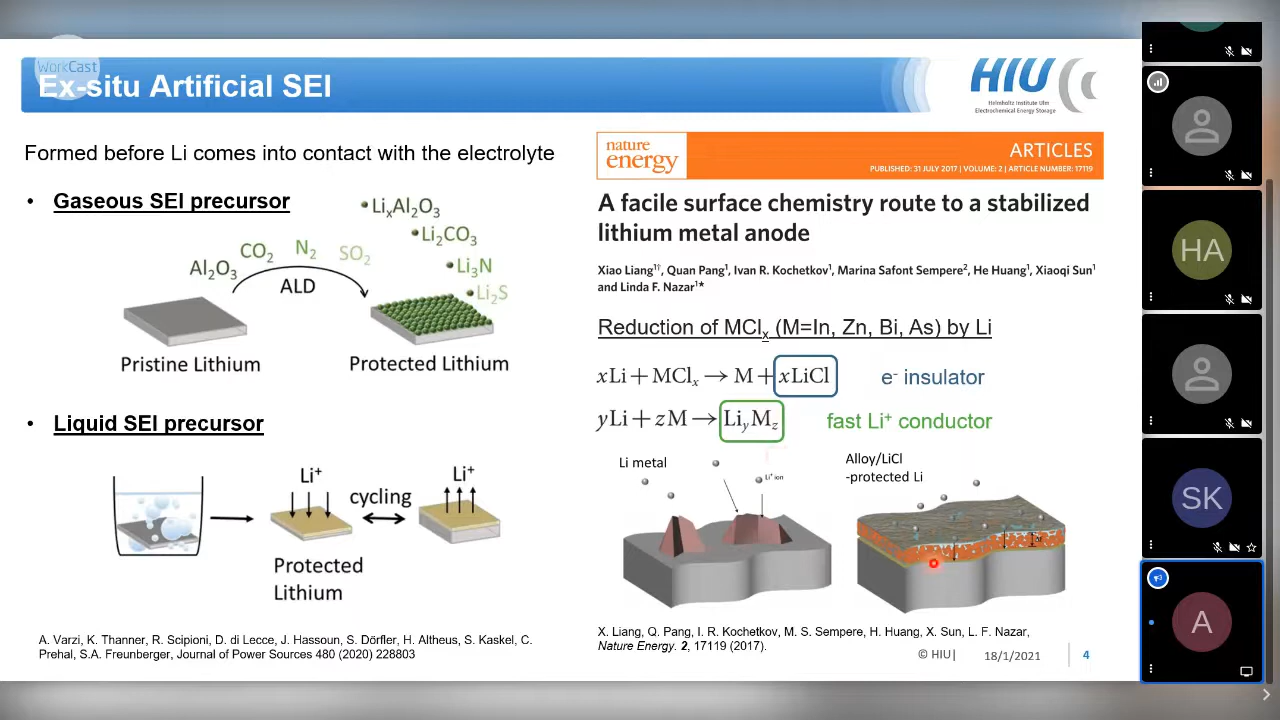 WorkCast
Ex-situ Artificial SEI
HIU
Helmholtz Institute Ulm
Electrochemical Energy Storage
Formed before Li comes into contact with the electrolyte
• Gaseous SEI precursor
LiₓAl₂O₃
Li₂CO₃
Li₃N
Li₂S
Al₂O₃
CO₂
N₂
SO₂
ALD
Pristine Lithium
Protected Lithium
• Liquid SEI precursor
Li⁺
cycling
Li⁺
Protected
Lithium
A. Varzi, K. Thanner, R. Scipioni, D. di Lecce, J. Hassoun, S. Dörfler, H. Altheus, S. Kaskel, C.
Prehal, S.A. Freunberger, Journal of Power Sources 480 (2020) 228803
nature
energy
ARTICLES
PUBLISHED: 31 JULY 2017 | VOLUME: 2 | ARTICLE NUMBER: 17119
A facile surface chemistry route to a stabilized
lithium metal anode
Xiao Liang¹†, Quan Pang¹, Ivan R. Kochetkov¹, Marina Safont Sempere², He Huang¹, Xiaoqi Sun¹
and Linda F. Nazar¹*
Reduction of MClₓ (M=In, Zn, Bi, As) by Li
xLi + MClₓ → M + xLiCl
e⁻ insulator
yLi + zM → LiyMz
fast Li⁺ conductor
Li metal
Li⁺ ion
Alloy/LiCl
-protected Li
X. Liang, Q. Pang, I. R. Kochetkov, M. S. Sempere, H. Huang, X. Sun, L. F. Nazar,
Nature Energy. 2, 17119 (2017).
© HIU|
18/1/2021
4
HA
SK
A